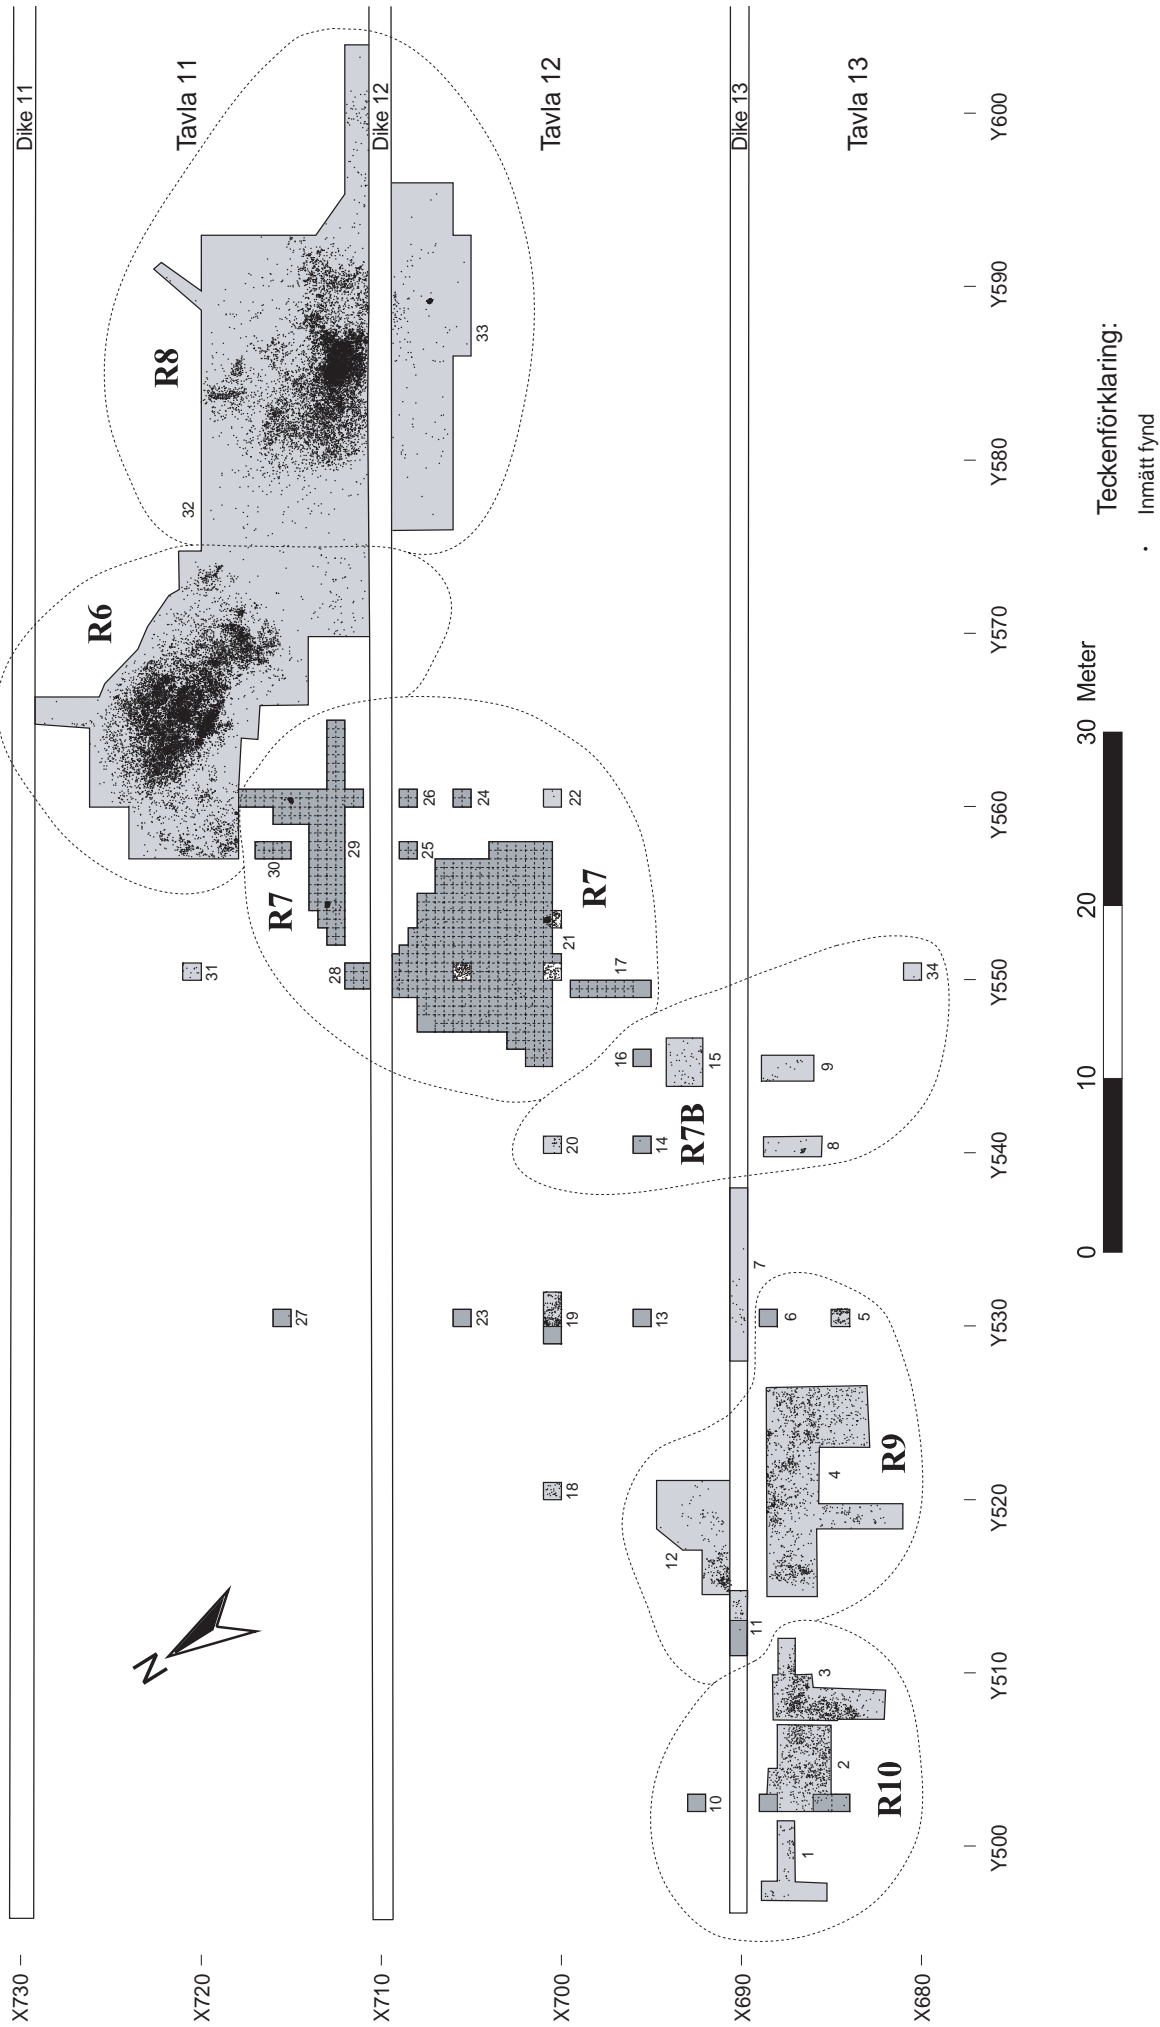 Dike 11
Tavla 11
Dike 12
Tavla 12
Dike 13
Tavla 13
Y600
Y590
Y580
Y570
Y560
Y550
Y540
Y530
Y520
Y510
Y500
X730
X720
X710
X700
X690
X680
R8
R6
R7
R7
R7B
R9
R10
32
33
30
29
28
31
26
25
24
22
21
17
16
15
14
20
34
9
8
7
27
23
19
13
6
5
18
12
11
4
3
2
10
1
N
Teckenförklaring:
Inmätt fynd
0
10
20
30 Meter